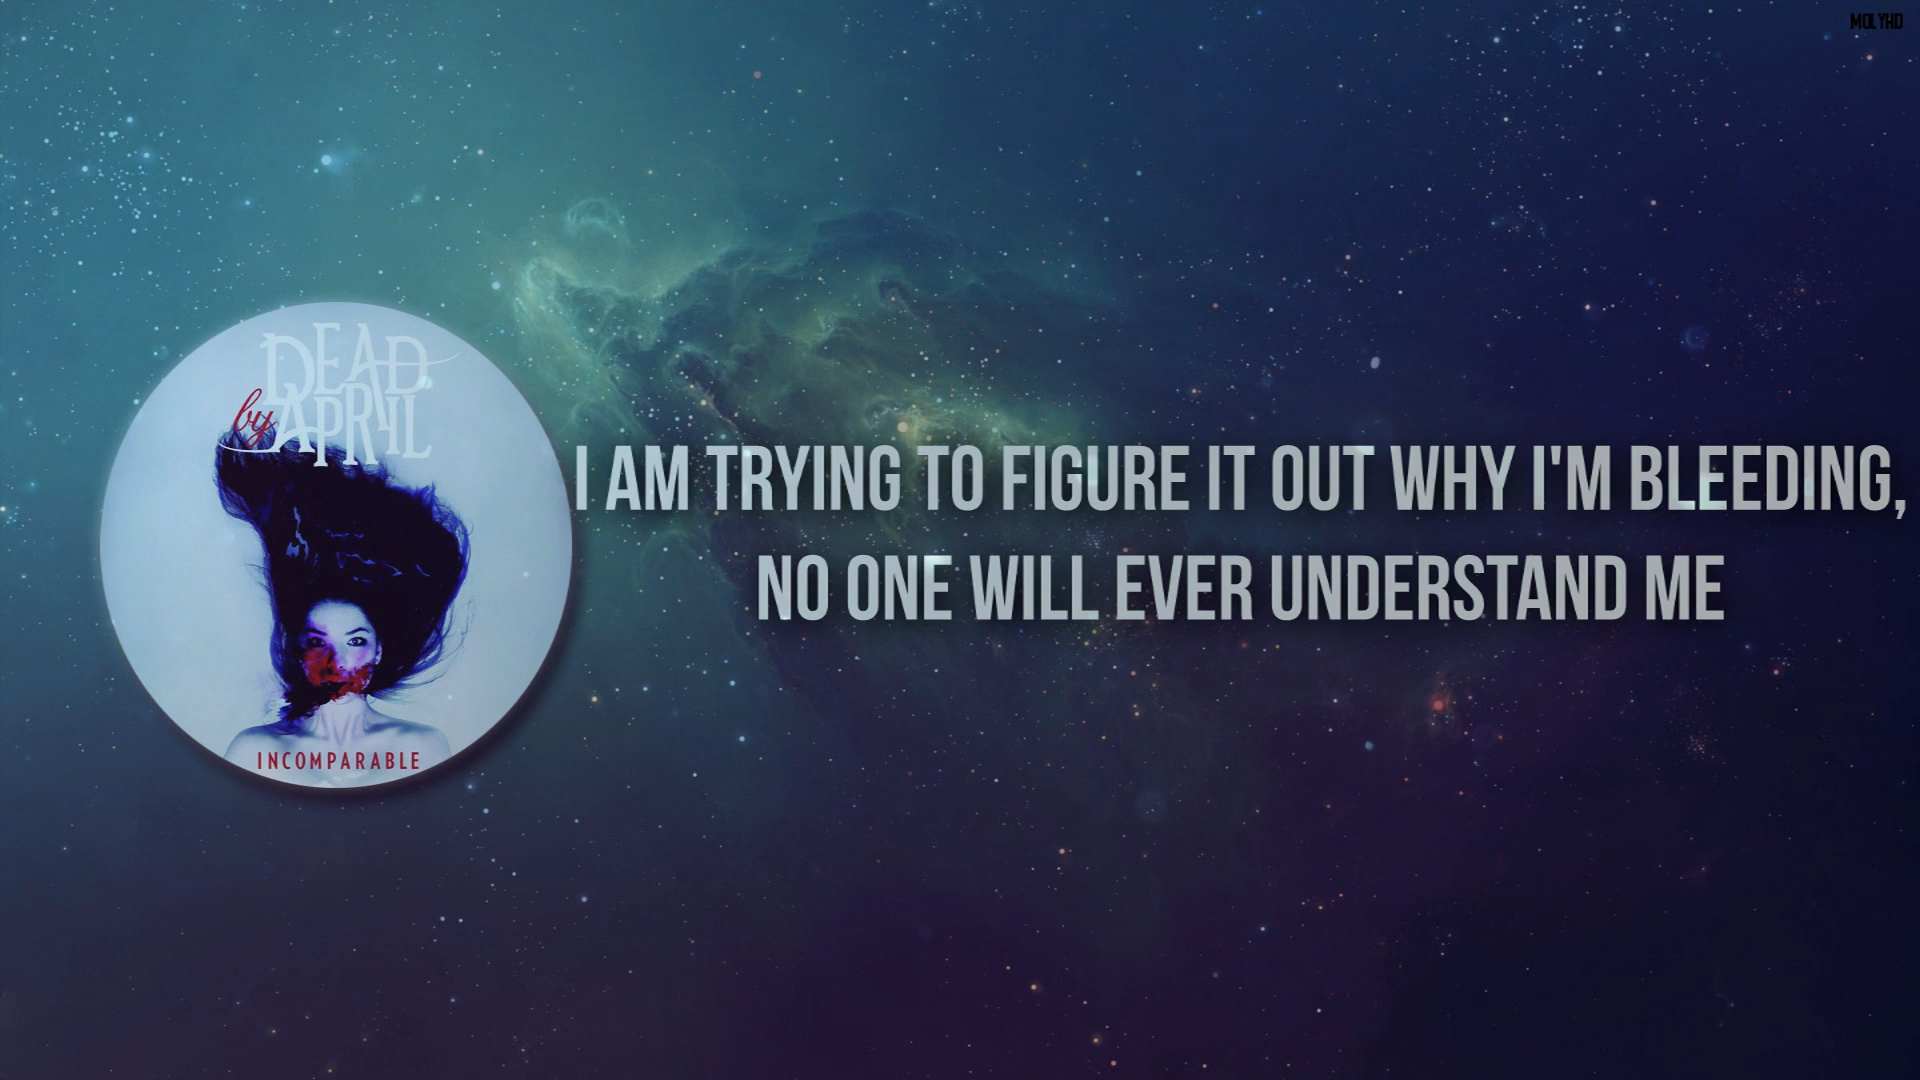 MOLYHD
DEAD
by APRIL
I AM TRYING TO FIGURE IT OUT WHY I'M BLEEDING,
NO ONE WILL EVER UNDERSTAND ME
INCOMPARABLE